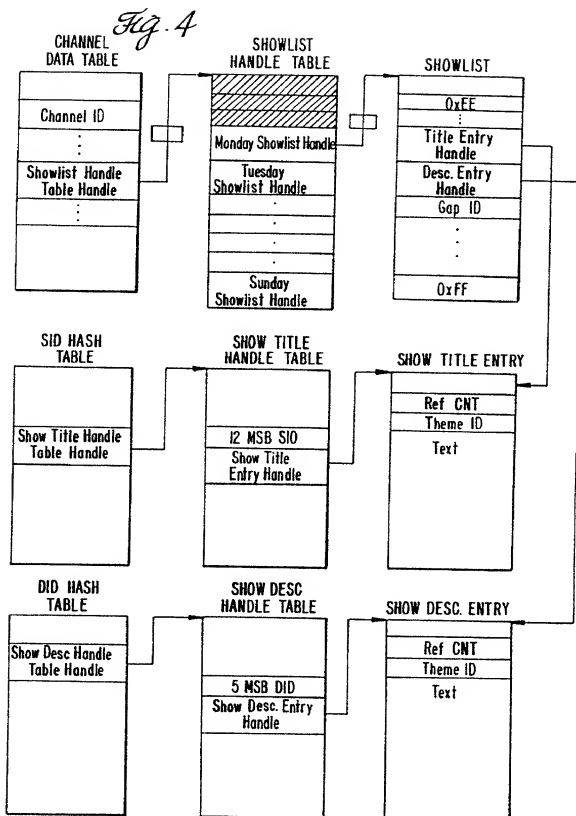 Fig. 4
CHANNEL
DATA TABLE
Channel ID
Showlist Handle
Table Handle
SHOWLIST
HANDLE TABLE
Monday Showlist Handle
Tuesday
Showlist Handle
Sunday
Showlist Handle
SHOWLIST
0xEE
Title Entry
Handle
Desc. Entry
Handle
Gap ID
0xFF
SID HASH
TABLE
Show Title Handle
Table Handle
SHOW TITLE
HANDLE TABLE
12 MSB SIO
Show Title
Entry Handle
SHOW TITLE ENTRY
Ref CNT
Theme ID
Text
DID HASH
TABLE
Show Desc Handle
Table Handle
SHOW DESC
HANDLE TABLE
5 MSB DID
Show Desc. Entry
Handle
SHOW DESC. ENTRY
Ref CNT
Theme ID
Text